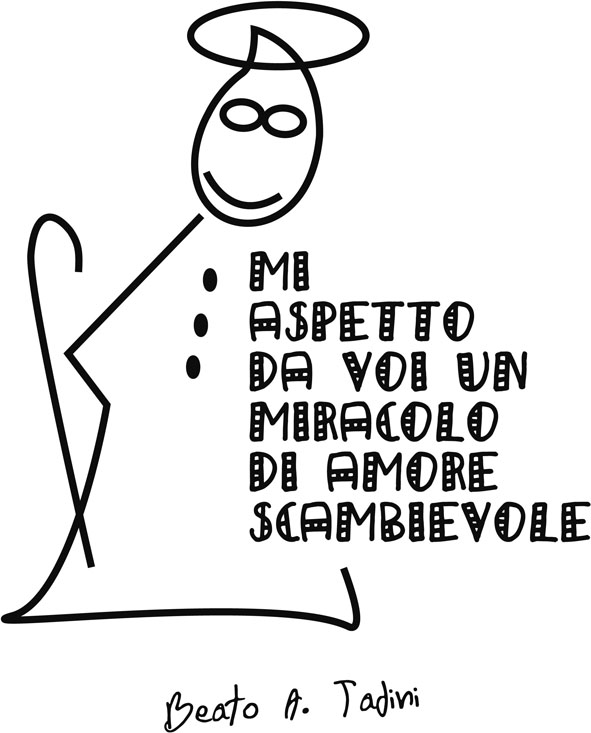 MI
ASPETTO
DA VOI UN
MIRACOLO
DI AMORE
SCAMBIEVOLE
Beato A. Tadini